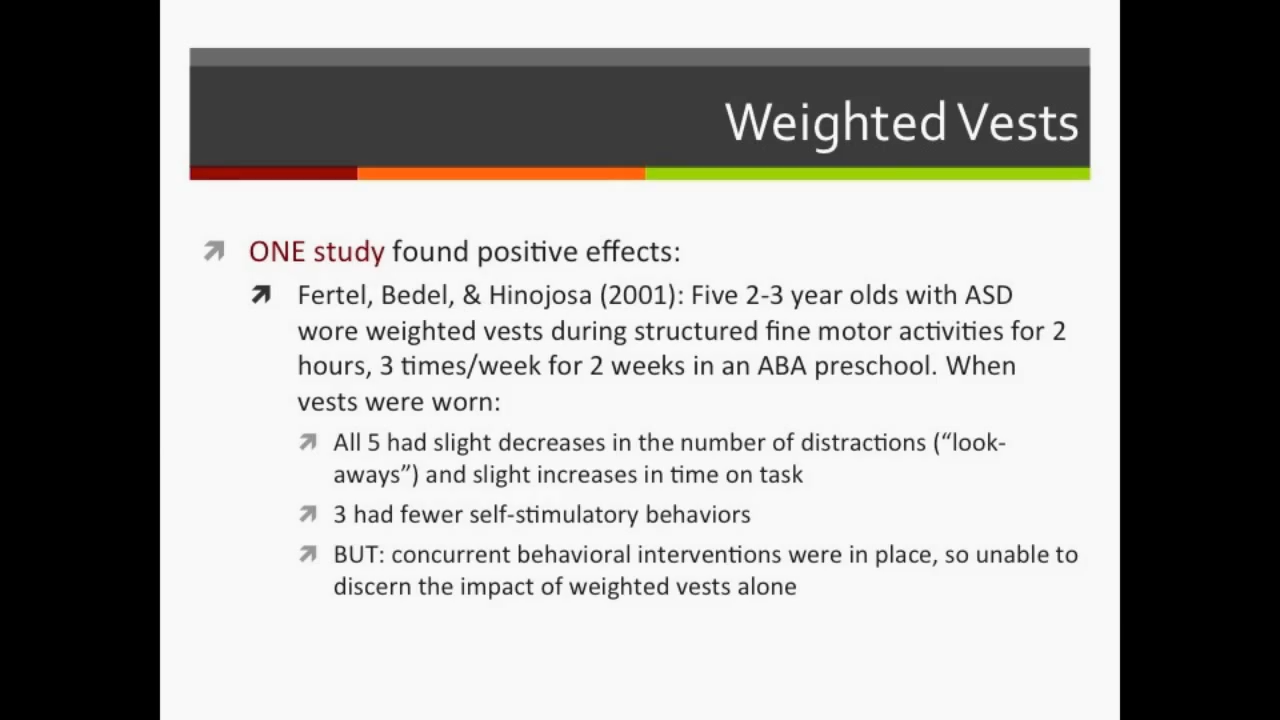 Weighted Vests
ONE study found positive effects:
Fertel, Bedel, & Hinojosa (2001): Five 2-3 year olds with ASD
wore weighted vests during structured fine motor activities for 2
hours, 3 times/week for 2 weeks in an ABA preschool. When
vests were worn:
All 5 had slight decreases in the number of distractions (“look-
aways”) and slight increases in time on task
3 had fewer self-stimulatory behaviors
BUT: concurrent behavioral interventions were in place, so unable to
discern the impact of weighted vests alone